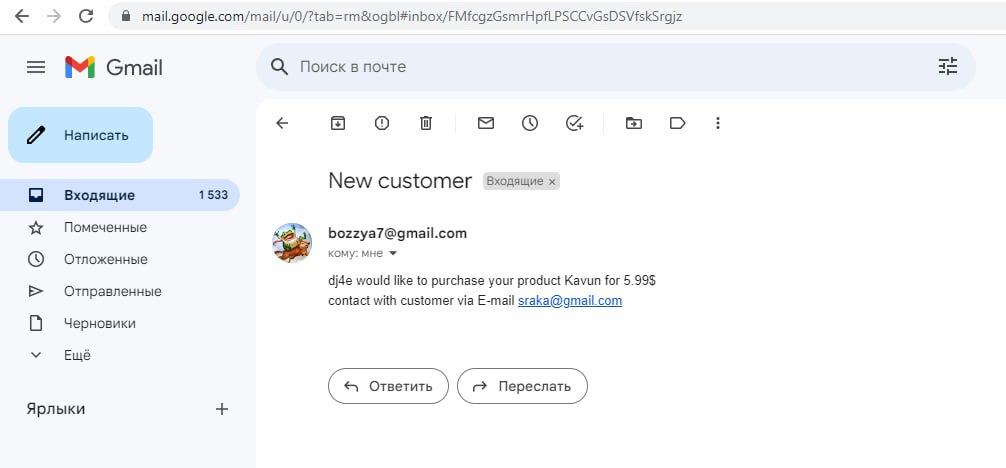 mail.google.com/mail/u/0/?tab=rm&ogbl#inbox/FMfcgzGsmrHpfLPSCCvGsDSVfskSrgjz
Gmail
Поиск в почте
Написать
Входящие 1 533
Помеченные
Отложенные
Отправленные
Черновики
Ещё
Ярлыки
New customer Входящие ×
bozzya7@gmail.com
кому: мне
dj4e would like to purchase your product Kavun for 5.99$
contact with customer via E-mail sraka@gmail.com
Ответить Переслать